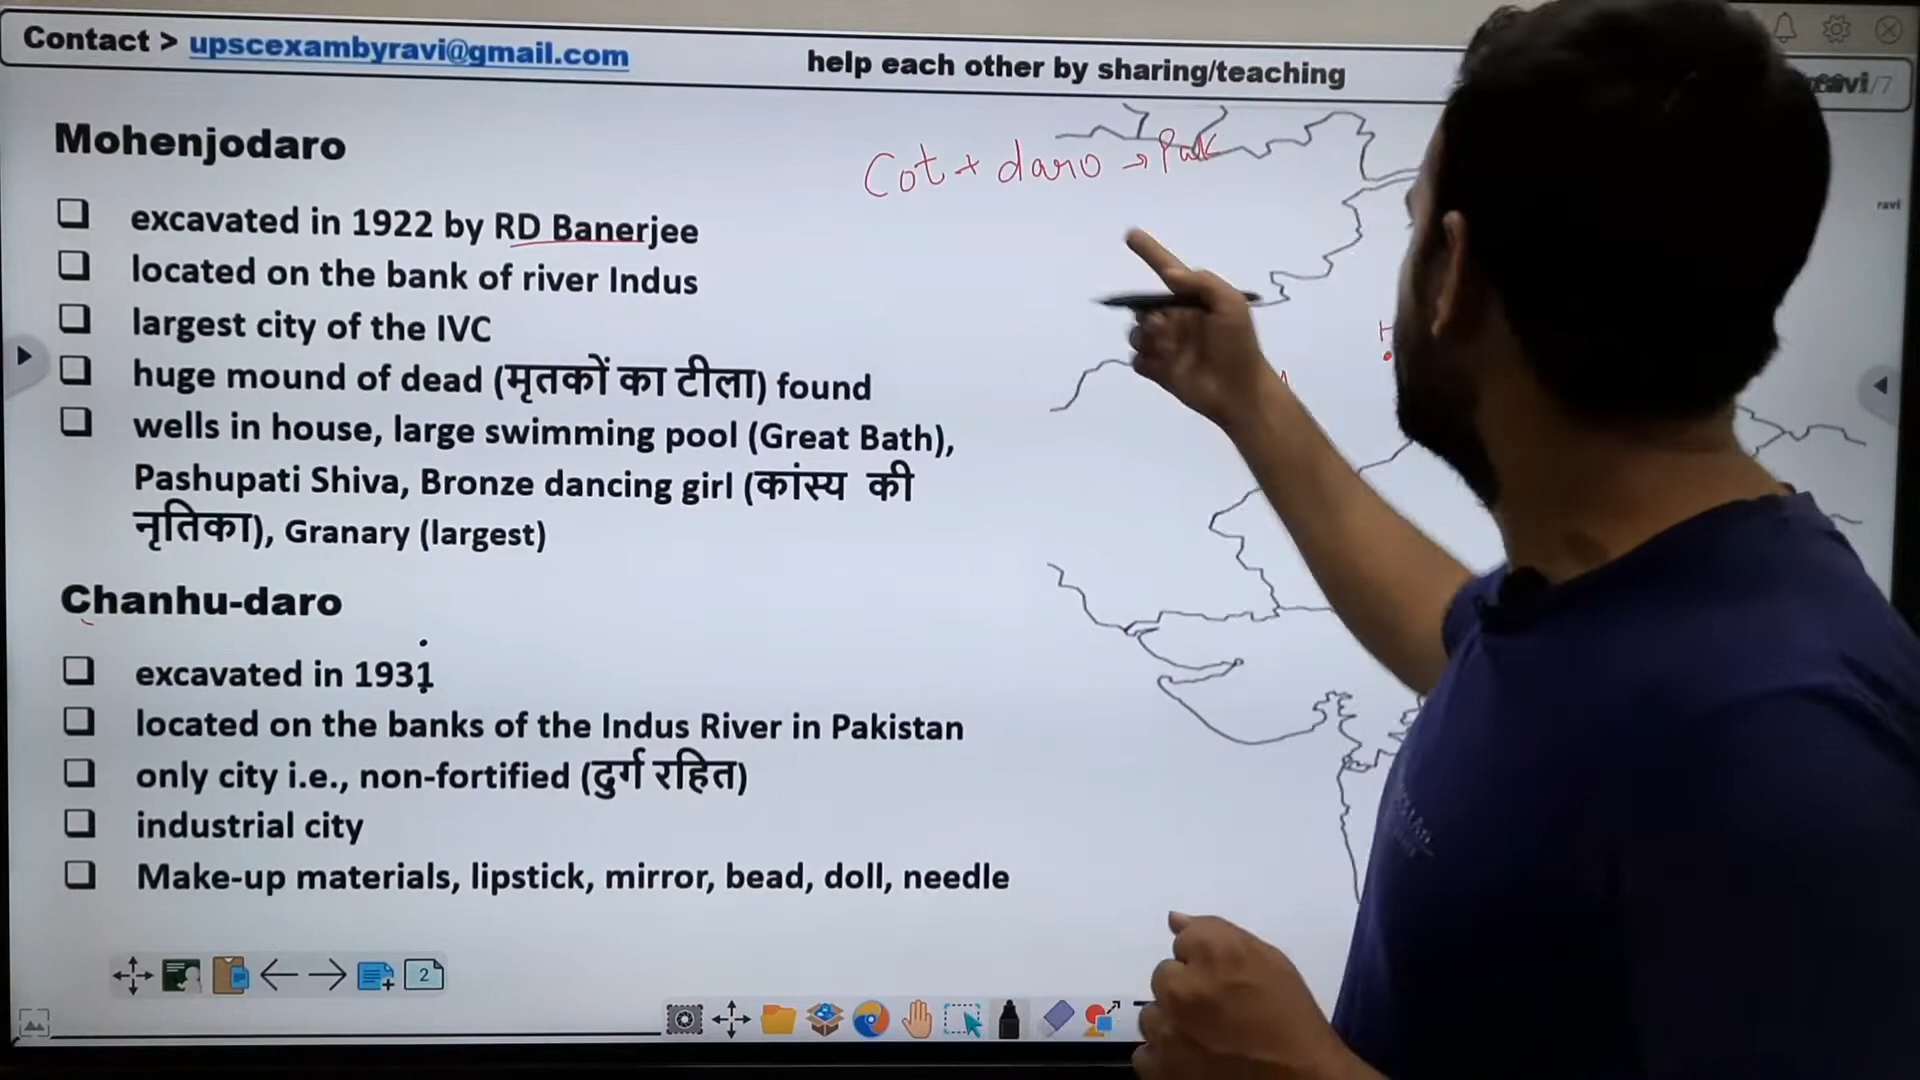 Contact > upscexambyravi@gmail.com
help each other by sharing/teaching
ravi/7
ravi
Mohenjodaro
Cot + daro → Pak
excavated in 1922 by RD Banerjee
located on the bank of river Indus
largest city of the IVC
H
huge mound of dead (मृतकों का टीला) found
wells in house, large swimming pool (Great Bath),
Pashupati Shiva, Bronze dancing girl (कांस्य की
नृतिका), Granary (largest)
Chanhu-daro
excavated in 1931
located on the banks of the Indus River in Pakistan
only city i.e., non-fortified (दुर्ग रहित)
industrial city
Make-up materials, lipstick, mirror, bead, doll, needle
2